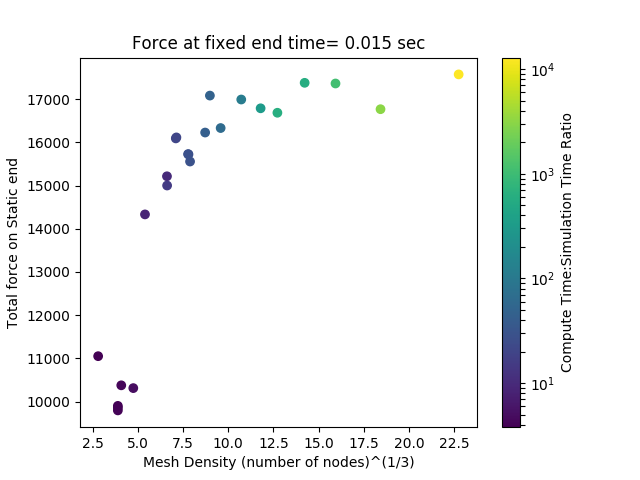 Force at fixed end time= 0.015 sec
Total force on Static end
17000
16000
15000
14000
13000
12000
11000
10000
2.5 5.0 7.5 10.0 12.5 15.0 17.5 20.0 22.5
Mesh Density (number of nodes)^(1/3)
10^4
10^3
10^2
10^1
Compute Time:Simulation Time Ratio